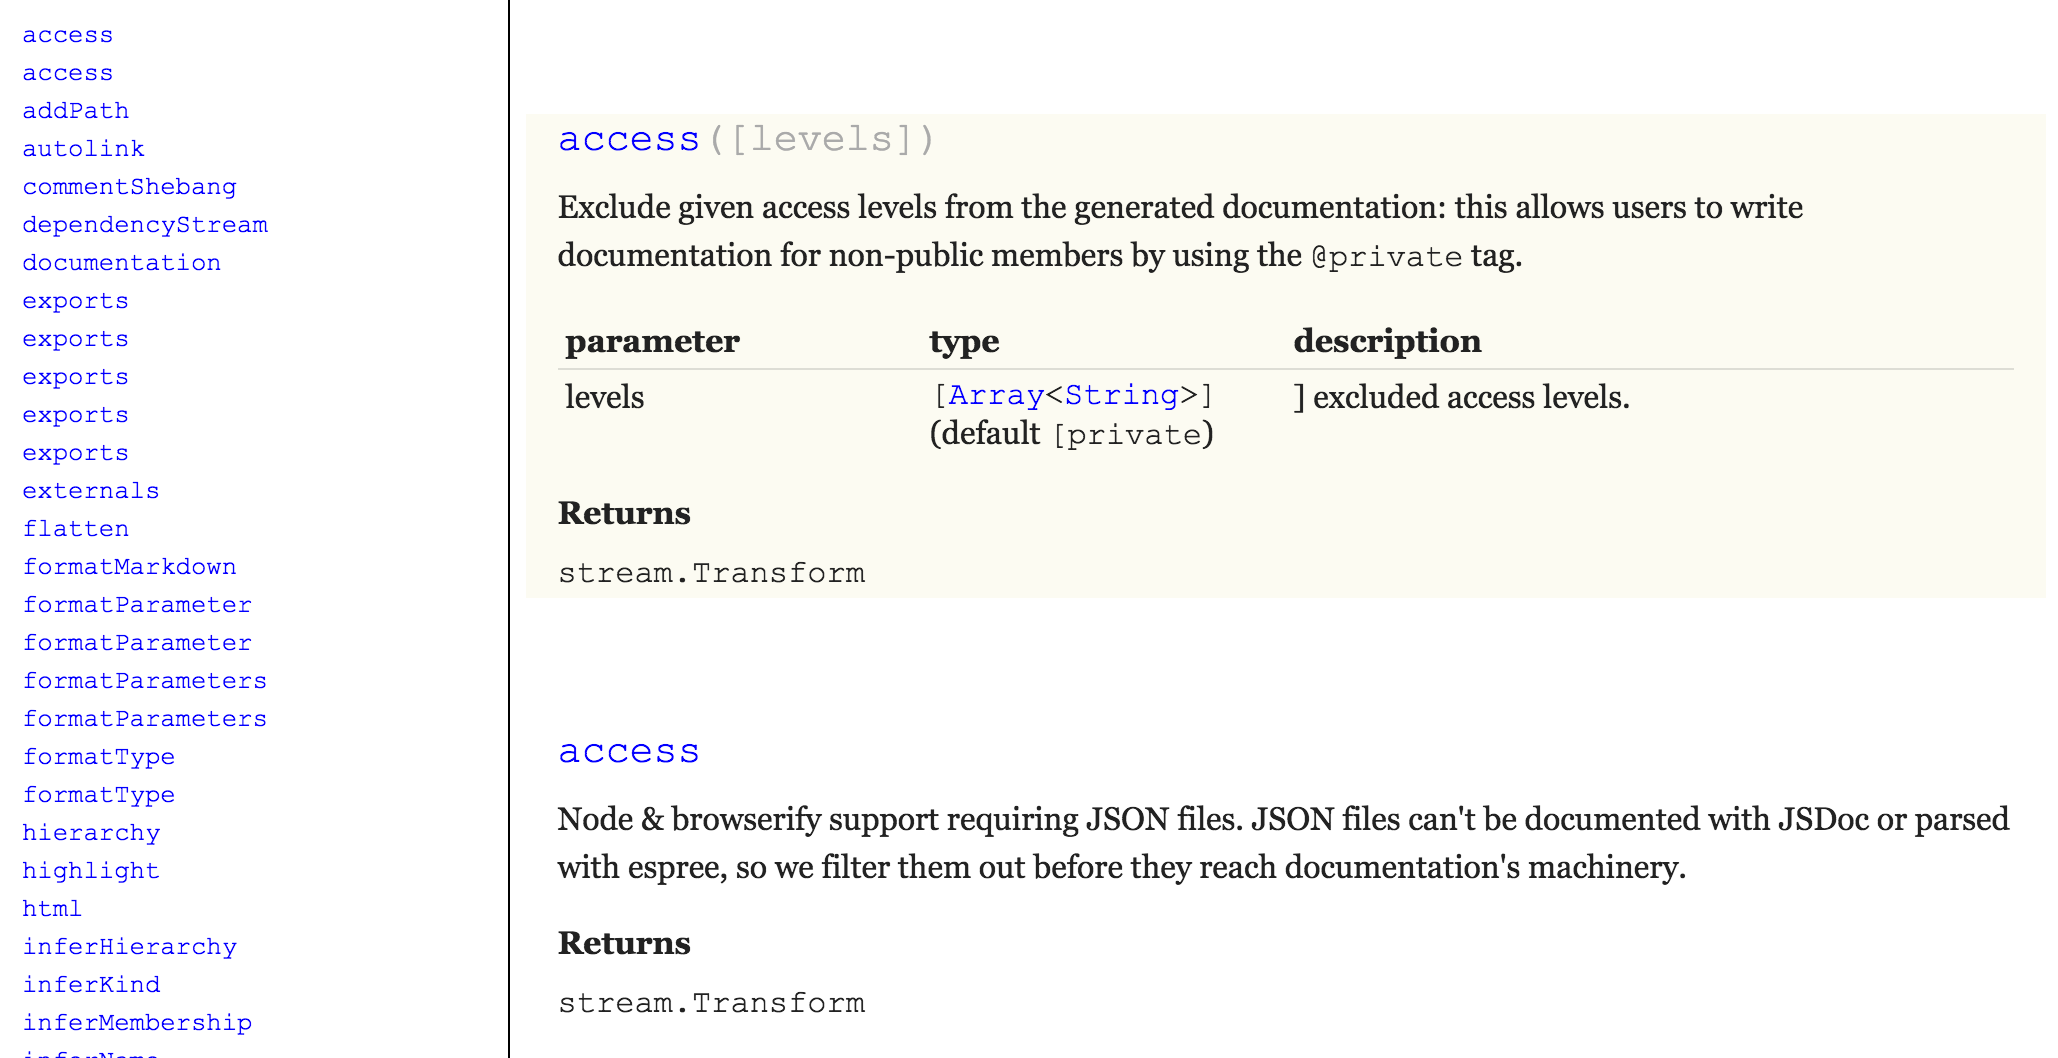 access
access
addPath
autolink
commentShebang
dependencyStream
documentation
exports
exports
exports
exports
exports
externals
flatten
formatMarkdown
formatParameter
formatParameter
formatParameters
formatParameters
formatType
formatType
hierarchy
highlight
html
inferHierarchy
inferKind
inferMembership
inferName
access([levels])
Exclude given access levels from the generated documentation: this allows users to write
documentation for non-public members by using the @private tag.
parameter type description
levels [Array<String>] ] excluded access levels.
(default [private)
Returns
stream.Transform
access
Node & browserify support requiring JSON files. JSON files can't be documented with JSDoc or parsed
with espree, so we filter them out before they reach documentation's machinery.
Returns
stream.Transform